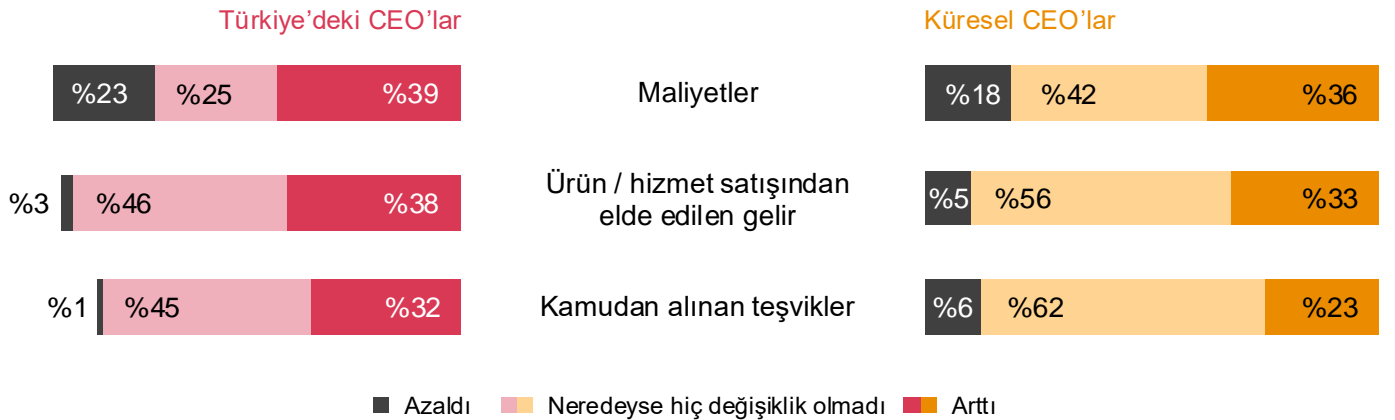 Türkiye’deki CEO’lar
Küresel CEO’lar
%23 %25 %39 Maliyetler %18 %42 %36
%3 %46 %38 Ürün / hizmet satışından
elde edilen gelir %5 %56 %33
%1 %45 %32 Kamudan alınan teşvikler %6 %62 %23
Azaldı Neredeyse hiç değişiklik olmadı Arttı